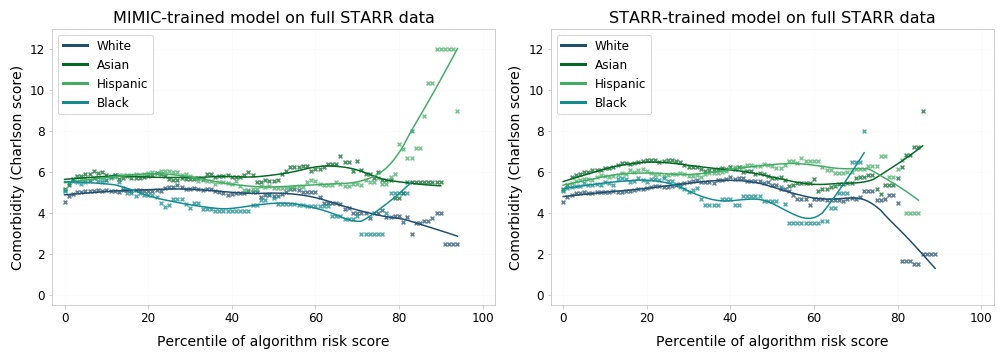 MIMIC-trained model on full STARR data
Comorbidity (Charlson score)
12
10
8
6
4
2
0
White
Asian
Hispanic
Black
0
20
40
60
80
100
Percentile of algorithm risk score
STARR-trained model on full STARR data
Comorbidity (Charlson score)
12
10
8
6
4
2
0
White
Asian
Hispanic
Black
0
20
40
60
80
100
Percentile of algorithm risk score